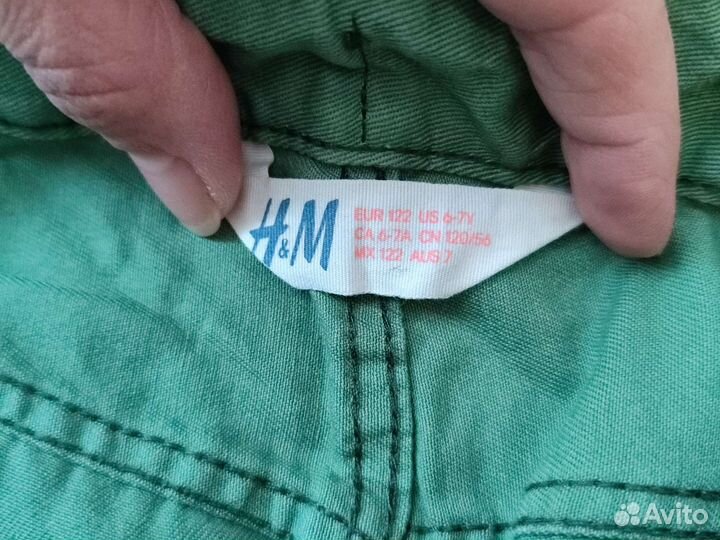 H&M
EUR 122 US 6-7Y
CA 6-7A CN 120/56
MX 122 AUS 7
Avito